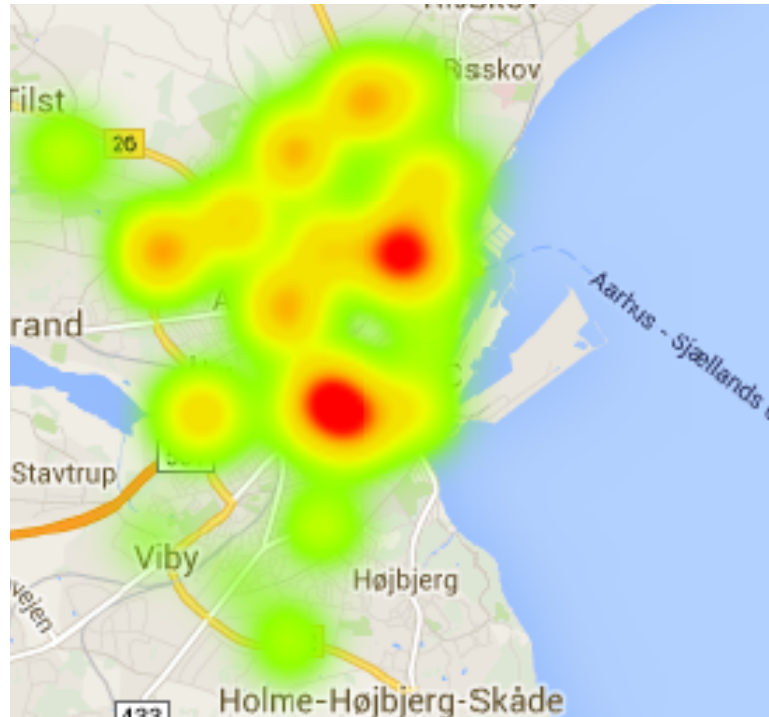 Risskov
Tilst
26
rand
Aarhus - Sjællands
Stavtrup
Viby
Højbjerg
Holme-Højbjerg-Skåde
433